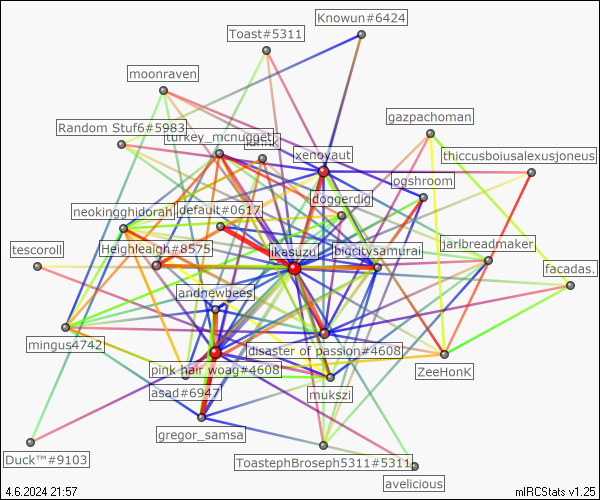 Knowun#6424
Toast#5311
moonraven
gazpachoman
Random Stuf6#5983
turkey_mcnugget
xenoyaut
thiccusboiusalexusjoneus
ogshroom
doggerdig
neokingghidorah
default#0617
tescoroll
Heighleaigh#8575
ikasuzu
bigcitysamurai
jarlbreadmaker
facadas.
andnewbees
mingus4742
disaster of passion#4608
pink hair woag#4608
ZeeHonK
asad#6947
mukszi
gregor_samsa
Duck™#9103
ToastephBroseph5311#5311
avelicious
4.6.2024 21:57
mIRCStats v1.25